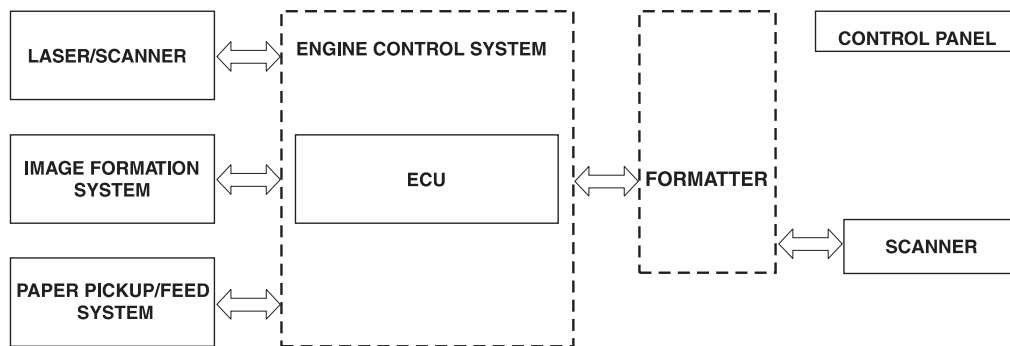 LASER/SCANNER
ENGINE CONTROL SYSTEM
CONTROL PANEL
IMAGE FORMATION
SYSTEM
ECU
FORMATTER
SCANNER
PAPER PICKUP/FEED
SYSTEM